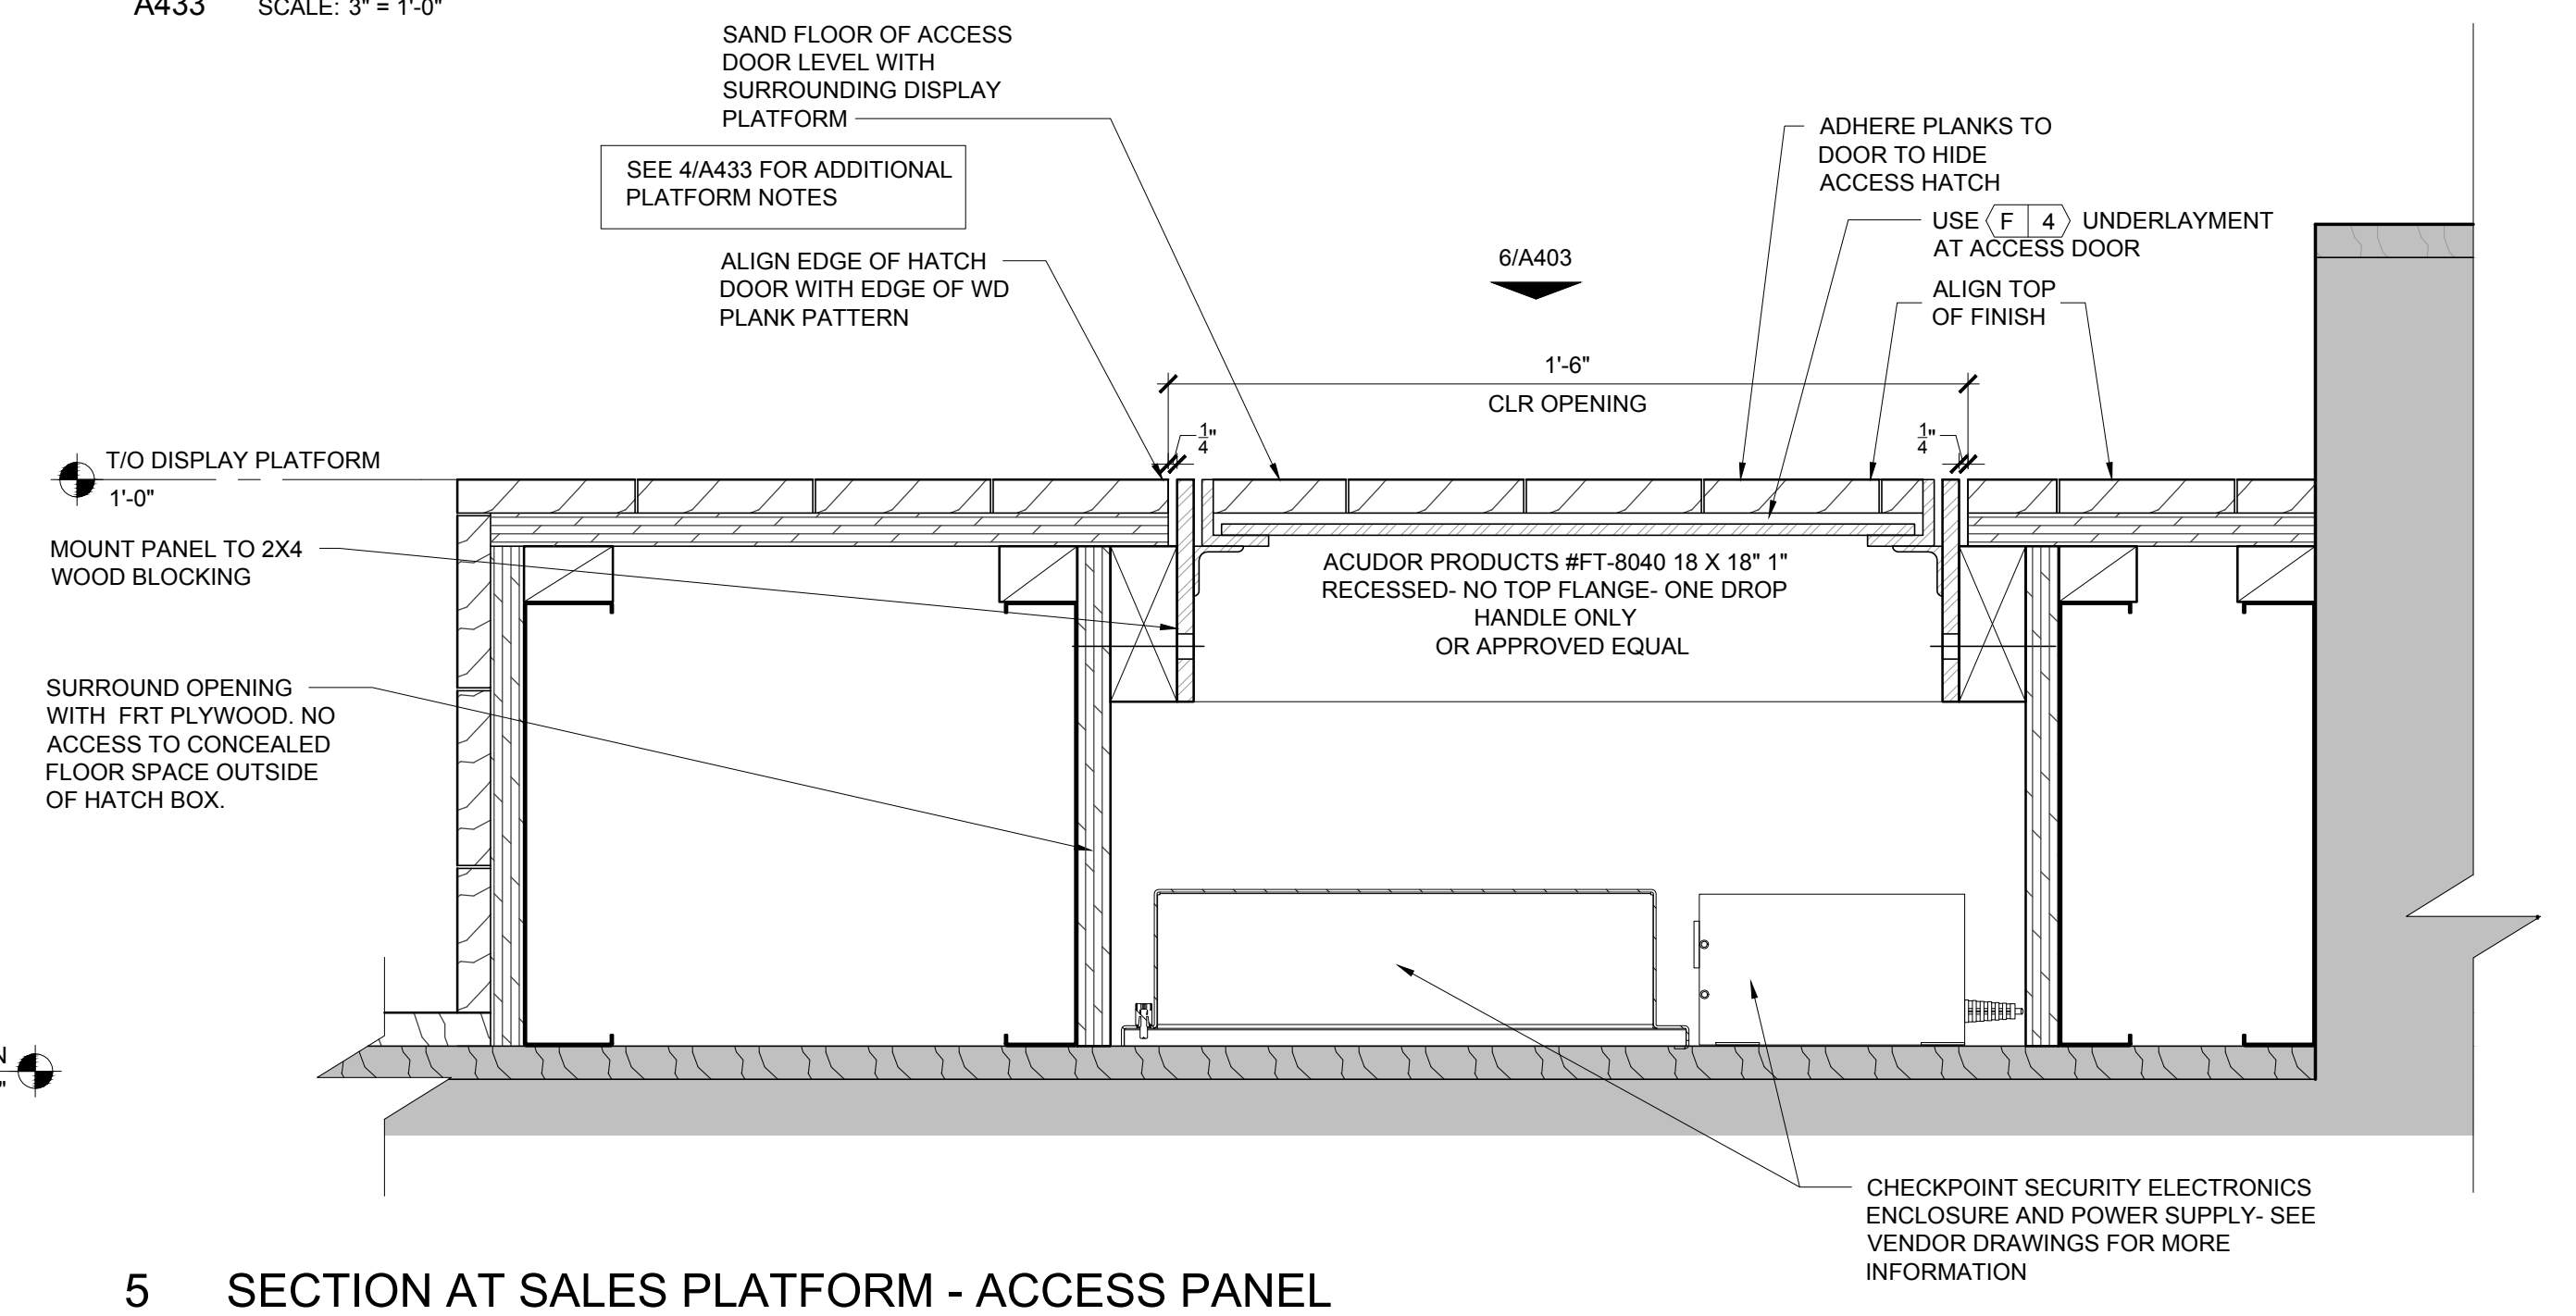 A433 SCALE: 3" = 1'-0"
SAND FLOOR OF ACCESS
DOOR LEVEL WITH
SURROUNDING DISPLAY
PLATFORM
SEE 4/A433 FOR ADDITIONAL
PLATFORM NOTES
ALIGN EDGE OF HATCH
DOOR WITH EDGE OF WD
PLANK PATTERN
ADHERE PLANKS TO
DOOR TO HIDE
ACCESS HATCH
USE F 4 UNDERLAYMENT
AT ACCESS DOOR
6/A403
ALIGN TOP
OF FINISH
1'-6"
CLR OPENING
1/4"
1/4"
T/O DISPLAY PLATFORM
1'-0"
MOUNT PANEL TO 2X4
WOOD BLOCKING
ACUDOR PRODUCTS #FT-8040 18 X 18" 1"
RECESSED- NO TOP FLANGE- ONE DROP
HANDLE ONLY
OR APPROVED EQUAL
SURROUND OPENING
WITH FRT PLYWOOD. NO
ACCESS TO CONCEALED
FLOOR SPACE OUTSIDE
OF HATCH BOX.
N
"
CHECKPOINT SECURITY ELECTRONICS
ENCLOSURE AND POWER SUPPLY- SEE
VENDOR DRAWINGS FOR MORE
INFORMATION
5 SECTION AT SALES PLATFORM - ACCESS PANEL